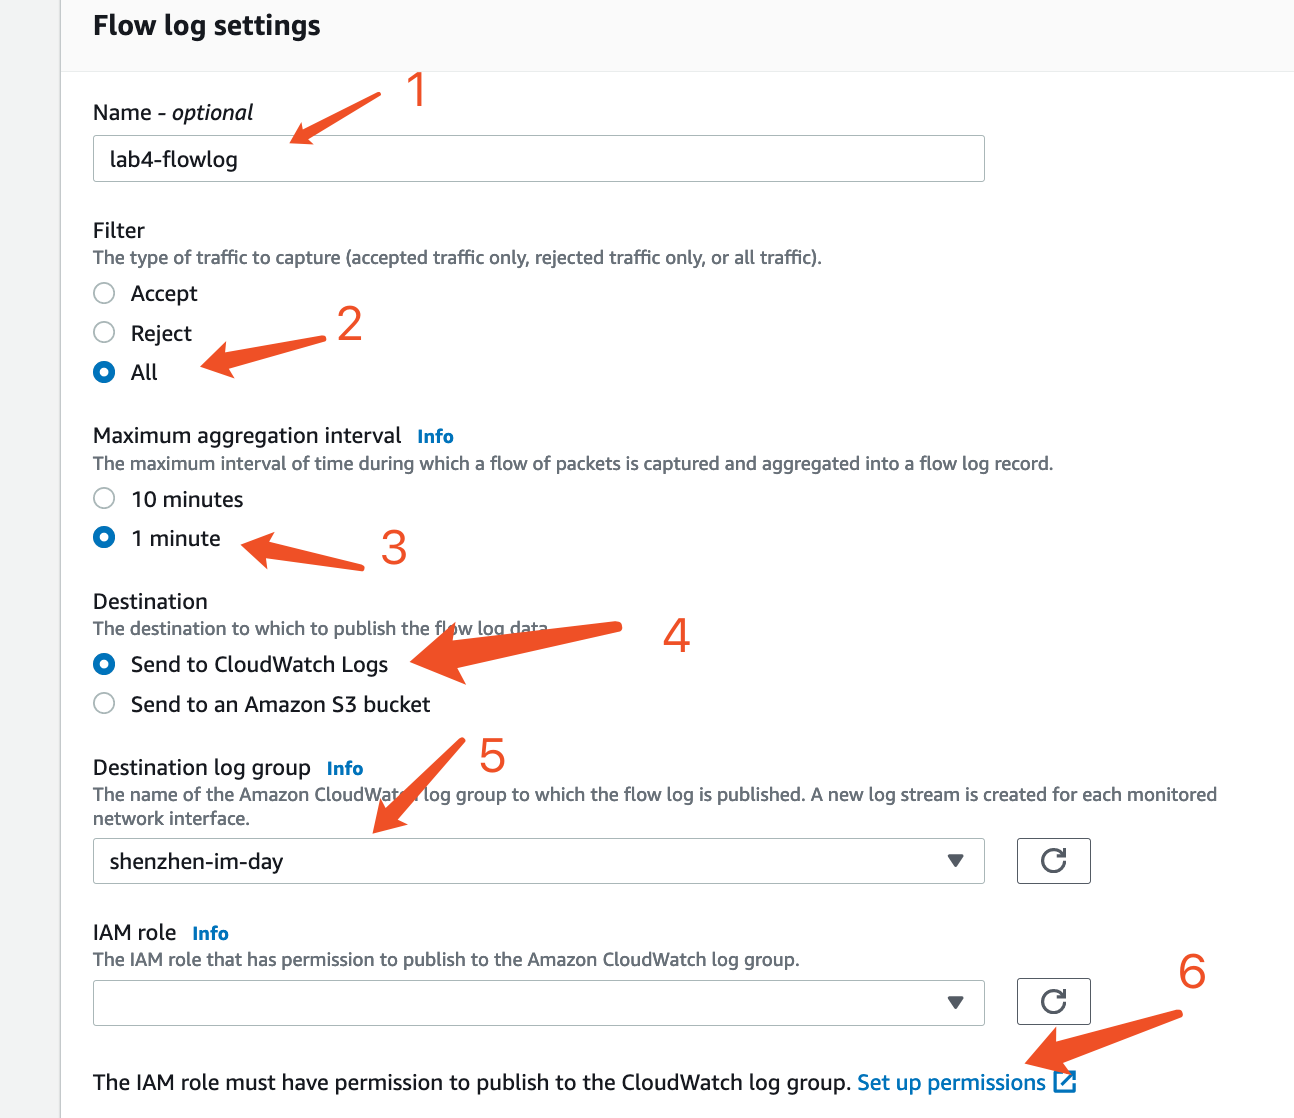 Flow log settings
1
Name - optional
lab4-flowlog
Filter
The type of traffic to capture (accepted traffic only, rejected traffic only, or all traffic).
Accept
2
Reject
All
Maximum aggregation interval Info
The maximum interval of time during which a flow of packets is captured and aggregated into a flow log record.
10 minutes
1 minute
3
Destination
The destination to which to publish the flow log data.
4
Send to CloudWatch Logs
Send to an Amazon S3 bucket
5
Destination log group Info
The name of the Amazon CloudWatch log group to which the flow log is published. A new log stream is created for each monitored
network interface.
shenzhen-im-day
IAM role Info
The IAM role that has permission to publish to the Amazon CloudWatch log group.
6
The IAM role must have permission to publish to the CloudWatch log group. Set up permissions